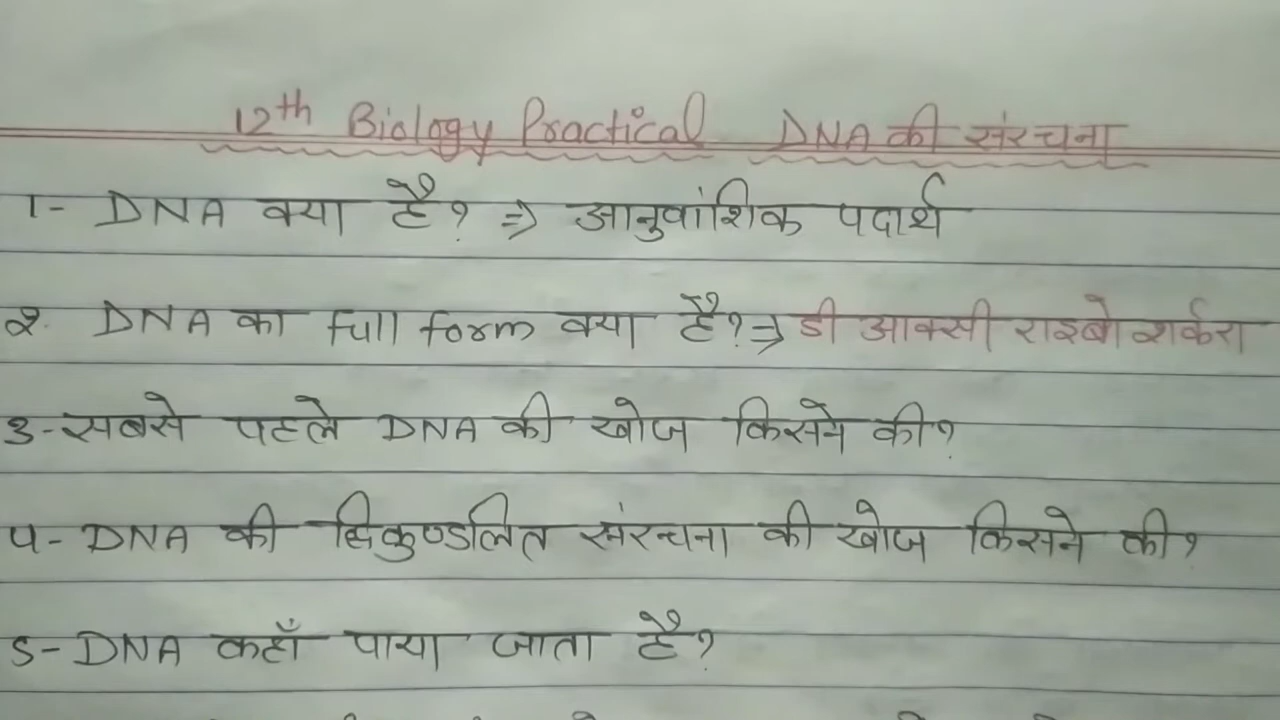 12th Biology Practical DNA की संरचना
1- DNA क्या है? ⇒ आनुवांशिक पदार्थ
2. DNA का full form क्या है? ⇒ डी आक्सी राइबो शर्करा
3- सबसे पहले DNA की खोज किसने की?
4- DNA की द्विकुण्डलित संरचना की खोज किसने की?
5- DNA कहाँ पाया जाता है?